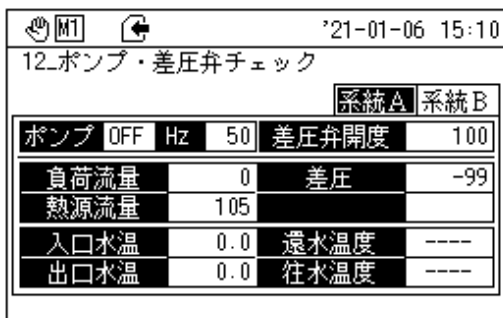 M1 '21-01-06 15:10
12_ポンプ・差圧弁チェック
系統A 系統B
ポンプ OFF Hz 50 差圧弁開度 100
負荷流量 0 差圧 -99
熱源流量 105
入口水温 0.0 還水温度 ----
出口水温 0.0 往水温度 ----